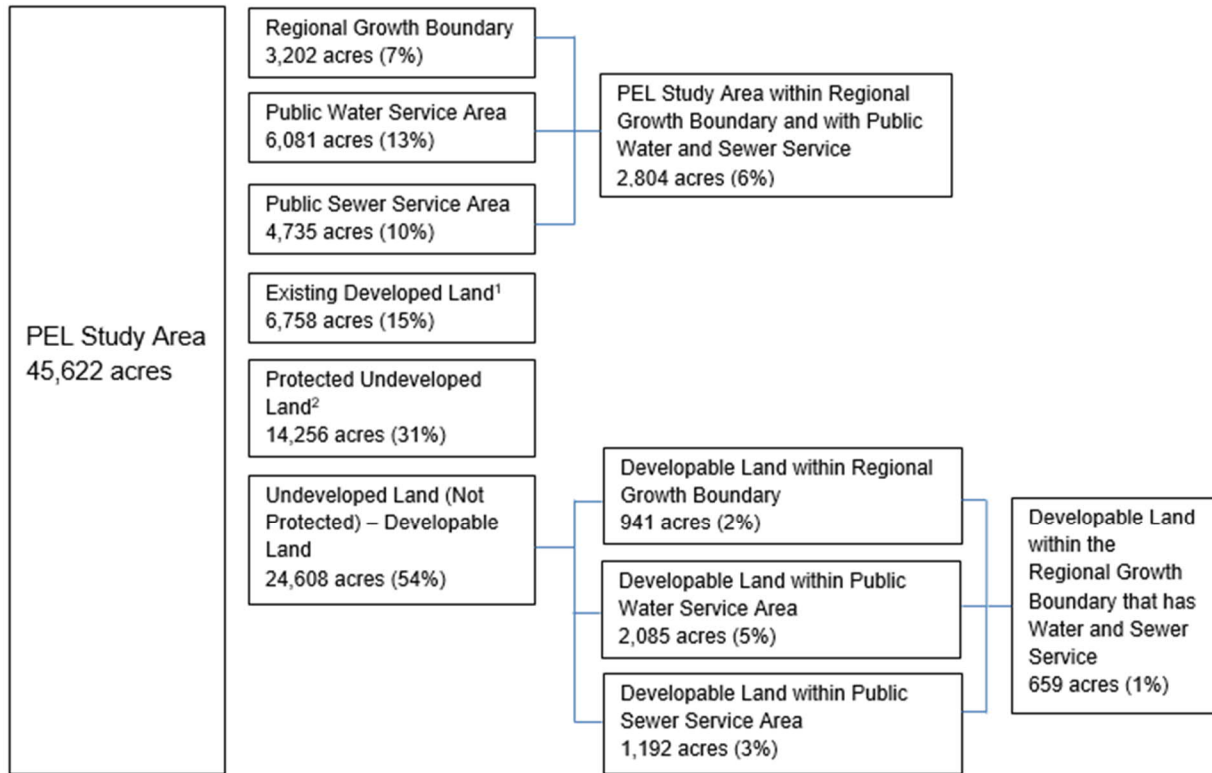 PEL Study Area
45,622 acres
Regional Growth Boundary
3,202 acres (7%)
Public Water Service Area
6,081 acres (13%)
Public Sewer Service Area
4,735 acres (10%)
PEL Study Area within Regional
Growth Boundary and with Public
Water and Sewer Service
2,804 acres (6%)
Existing Developed Land¹
6,758 acres (15%)
Protected Undeveloped
Land²
14,256 acres (31%)
Undeveloped Land (Not
Protected) – Developable
Land
24,608 acres (54%)
Developable Land within Regional
Growth Boundary
941 acres (2%)
Developable Land within Public
Water Service Area
2,085 acres (5%)
Developable Land within Public
Sewer Service Area
1,192 acres (3%)
Developable Land
within the
Regional Growth
Boundary that has
Water and Sewer
Service
659 acres (1%)